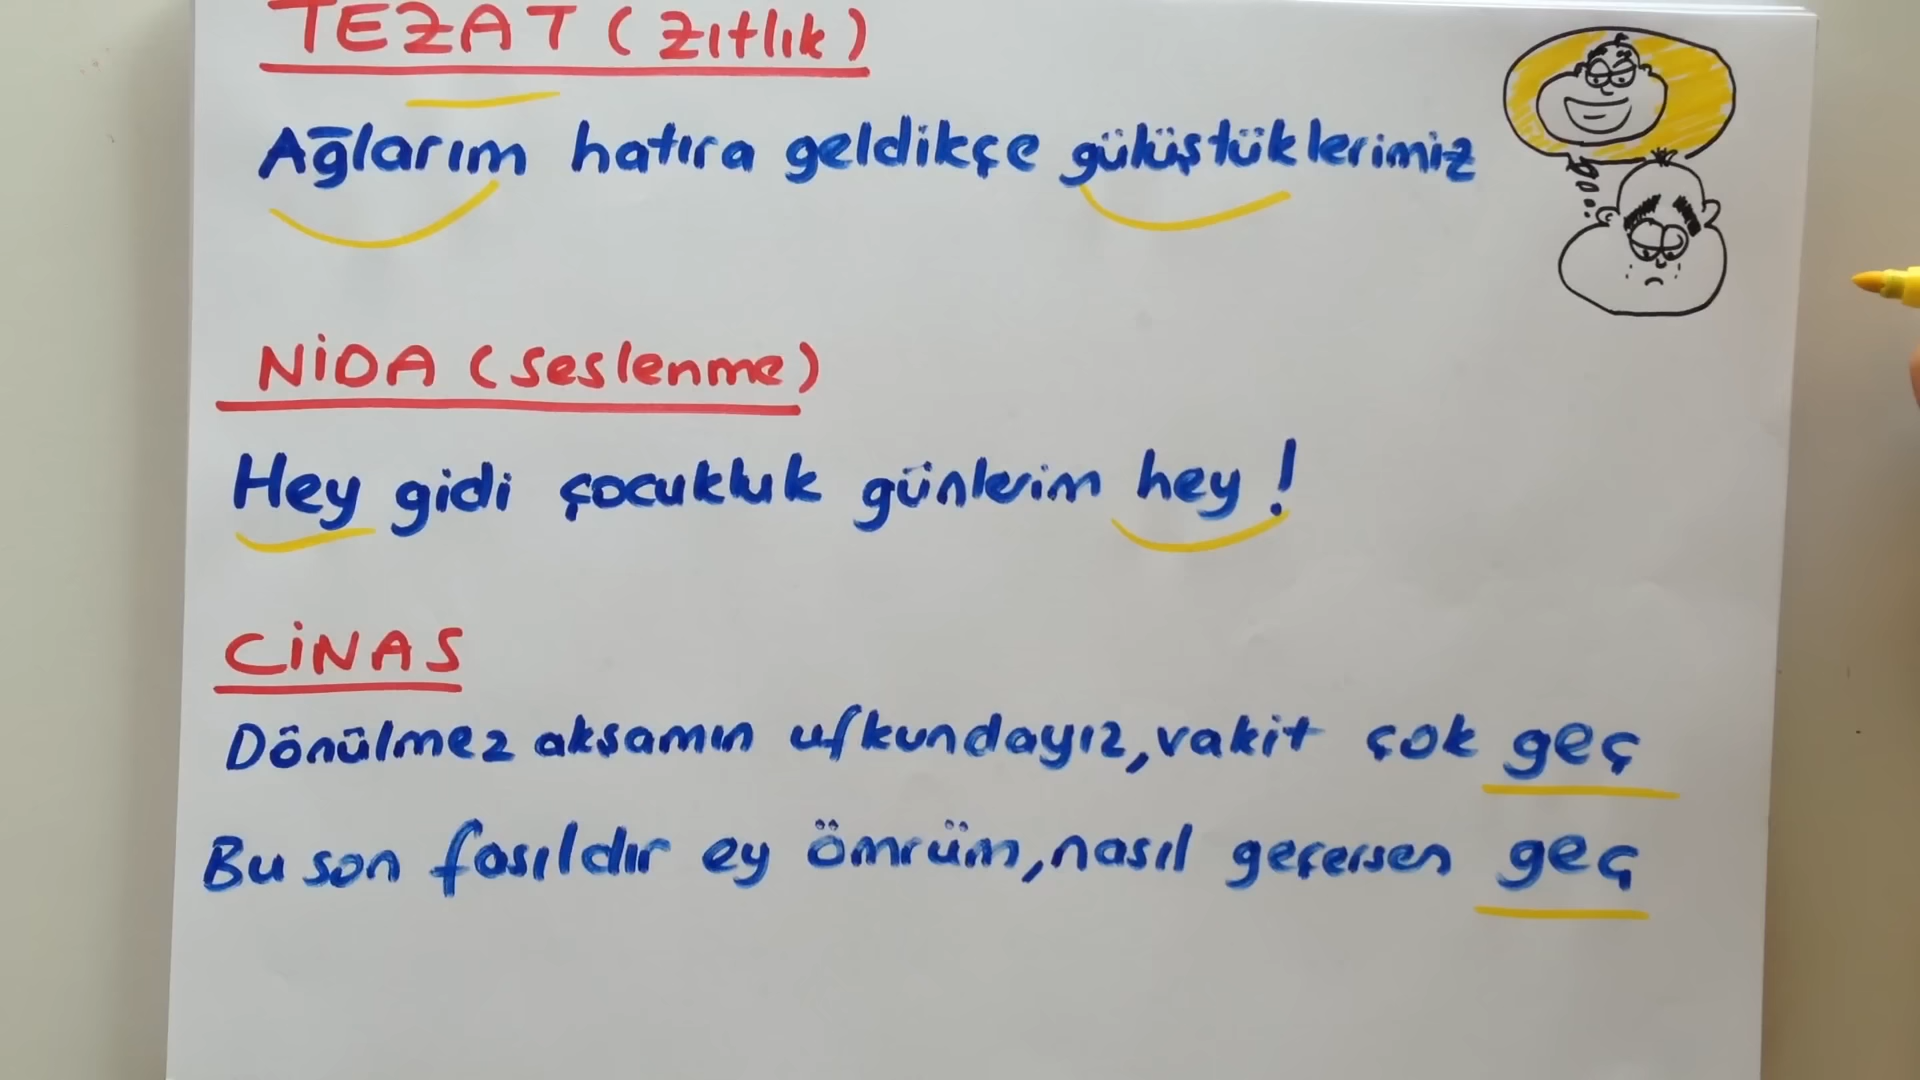 TEZAT (zıtlık)
Ağlarım hatıra geldikçe gülüştüklerimiz
NİDA (seslenme)
Hey gidi çocukluk günlerim hey!
CİNAS
Dönülmez akşamın ufkundayız, vakit çok geç
Bu son fasıldır ey ömrüm, nasıl geçersen geç